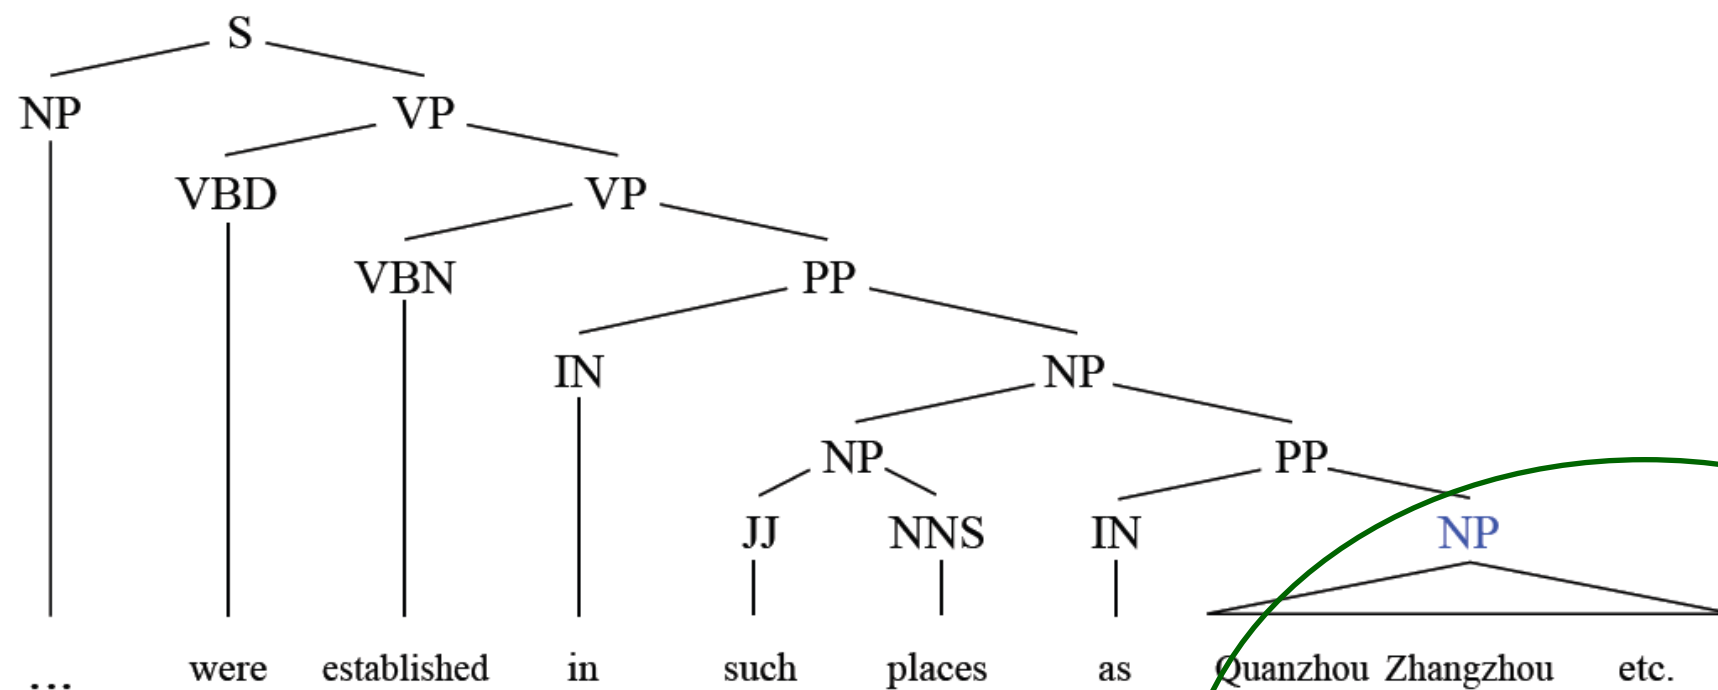 S
NP VP
VBD VP
VBN PP
IN NP
NP PP
JJ NNS IN NP
... were established in such places as Quanzhou Zhangzhou etc.